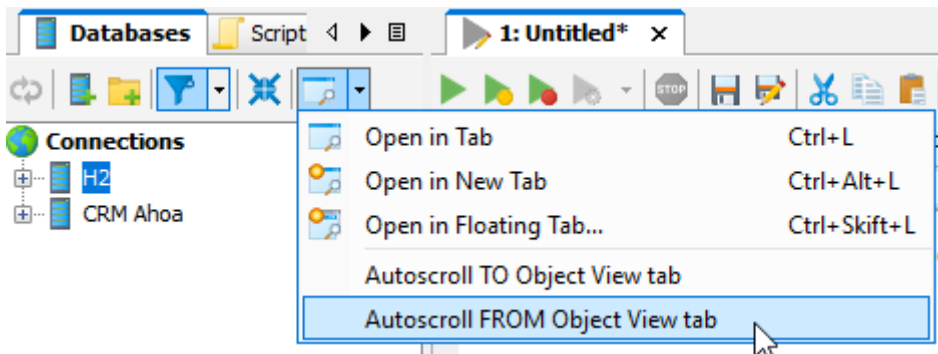 Databases Script 1: Untitled*
STOP
Connections
H2
CRM Ahoa
Open in Tab Ctrl+L
Open in New Tab Ctrl+Alt+L
Open in Floating Tab... Ctrl+Skift+L
Autoscroll TO Object View tab
Autoscroll FROM Object View tab